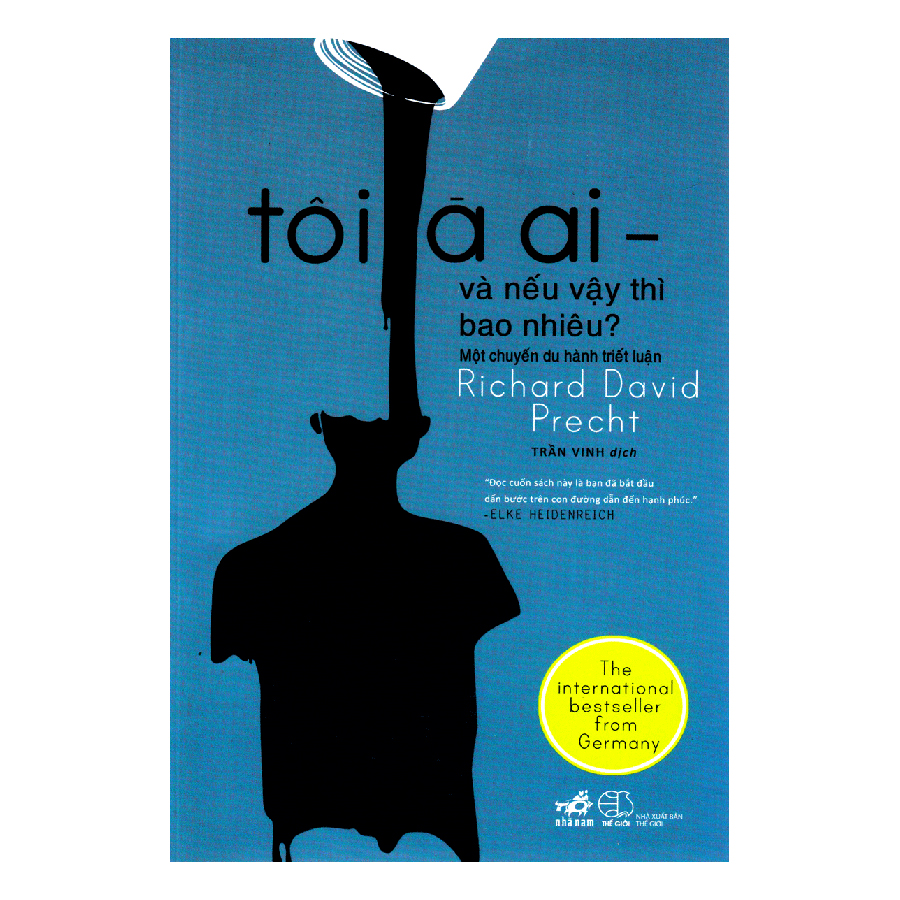 tôi là ai –
và nếu vậy thì
bao nhiêu?
Một chuyến du hành triết luận
Richard David
Precht
TRẦN VINH dịch
"Đọc cuốn sách này là bạn đã bắt đầu
dấn bước trên con đường dẫn đến hạnh phúc."
-ELKE HEIDENREICH
The
international
bestseller
from
Germany
nhã nam
THẾ GIỚI
NHÀ XUẤT BẢN
THẾ GIỚI